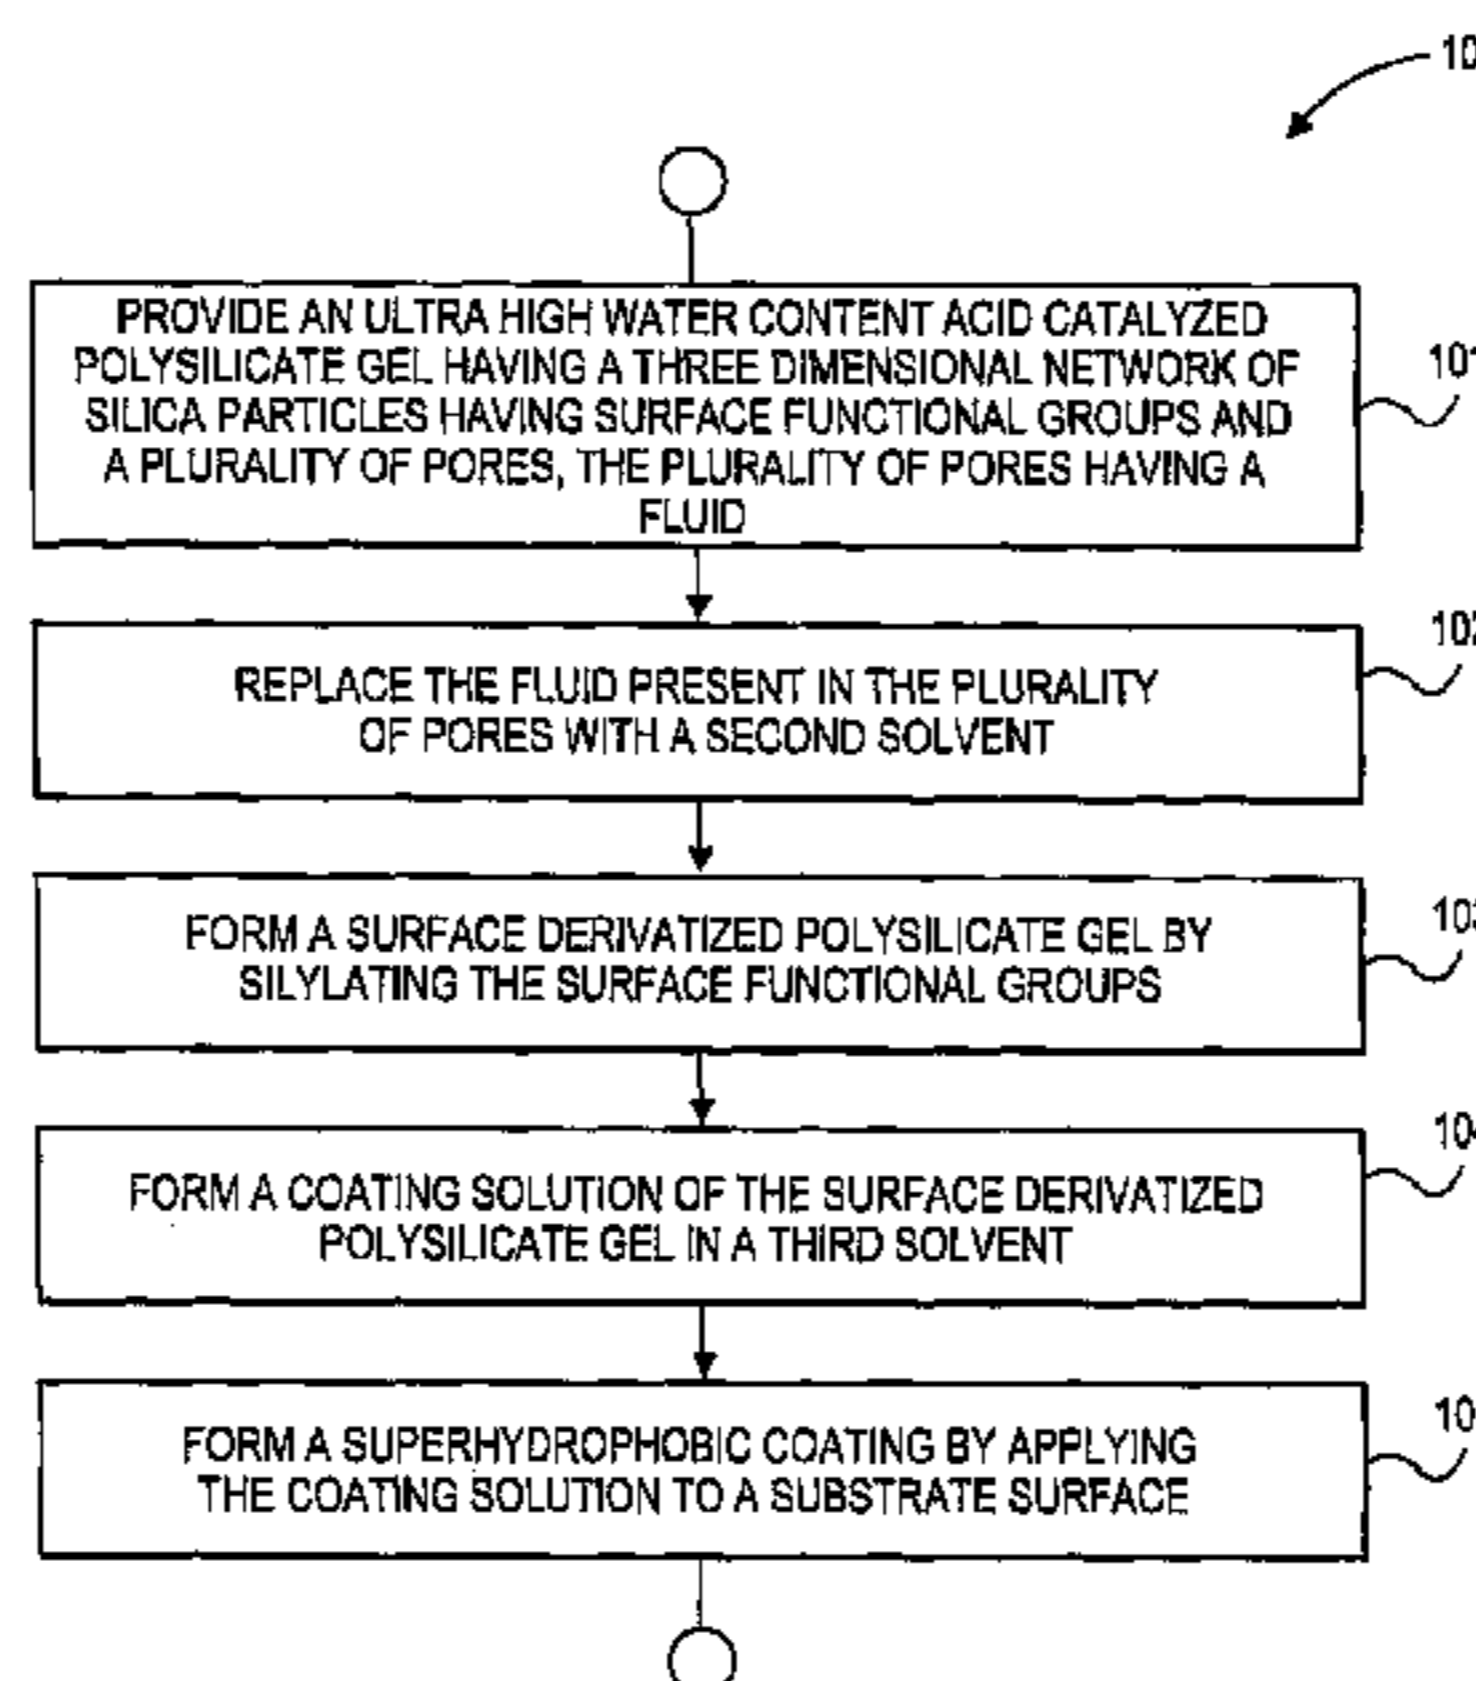 PROVIDE AN ULTRA HIGH WATER CONTENT ACID CATALYZED
POLYSILICATE GEL HAVING A THREE DIMENSIONAL NETWORK OF
SILICA PARTICLES HAVING SURFACE FUNCTIONAL GROUPS AND
A PLURALITY OF PORES, THE PLURALITY OF PORES HAVING A
FLUID
101
REPLACE THE FLUID PRESENT IN THE PLURALITY
OF PORES WITH A SECOND SOLVENT
102
FORM A SURFACE DERIVATIZED POLYSILICATE GEL BY
SILYLATING THE SURFACE FUNCTIONAL GROUPS
103
FORM A COATING SOLUTION OF THE SURFACE DERIVATIZED
POLYSILICATE GEL IN A THIRD SOLVENT
104
FORM A SUPERHYDROPHOBIC COATING BY APPLYING
THE COATING SOLUTION TO A SUBSTRATE SURFACE